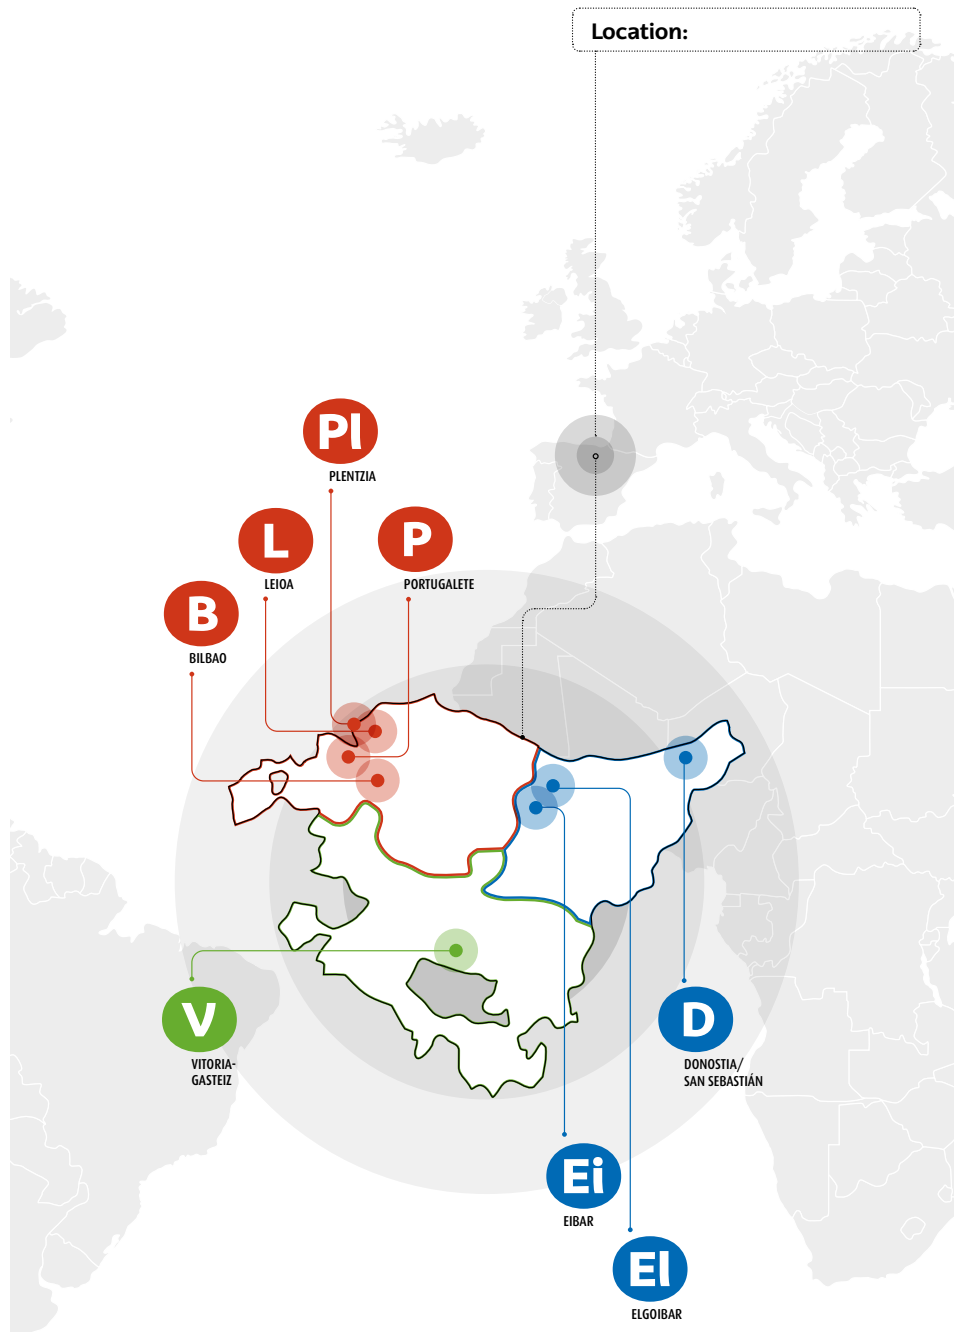 Location:
Pl
PLENTZIA
L
LEIOA
P
PORTUGALETE
B
BILBAO
V
VITORIA-
GASTEIZ
D
DONOSTIA/
SAN SEBASTIÁN
Ei
EIBAR
El
ELGOIBAR